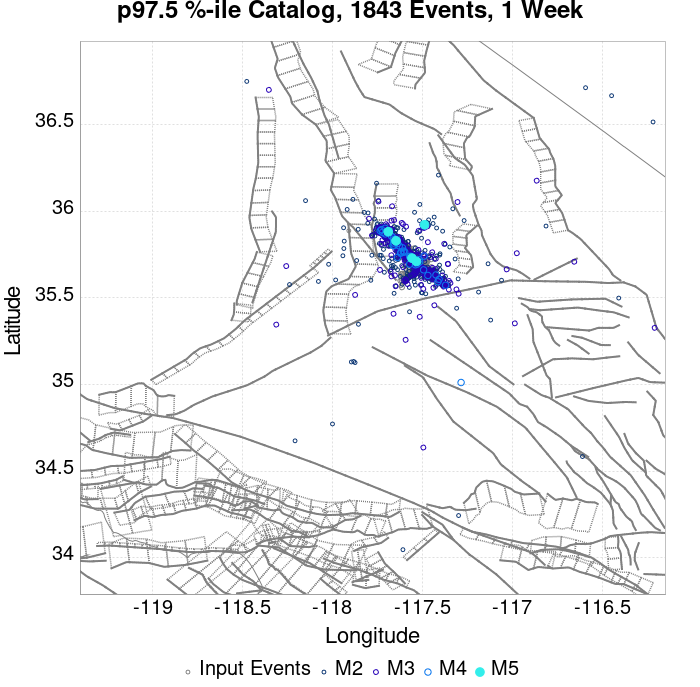 p97.5 %-ile Catalog, 1843 Events, 1 Week
36.5
36
35.5
35
34.5
34
Latitude
-119
-118.5
-118
-117.5
-117
-116.5
Longitude
Input Events
M2
M3
M4
M5